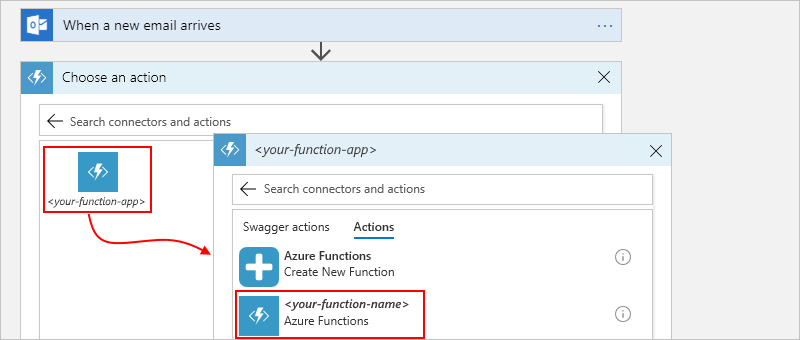 When a new email arrives
Choose an action
Search connectors and actions
<your-function-app>
<your-function-app>
Search connectors and actions
Swagger actions Actions
Azure Functions
Create New Function
<your-function-name>
Azure Functions